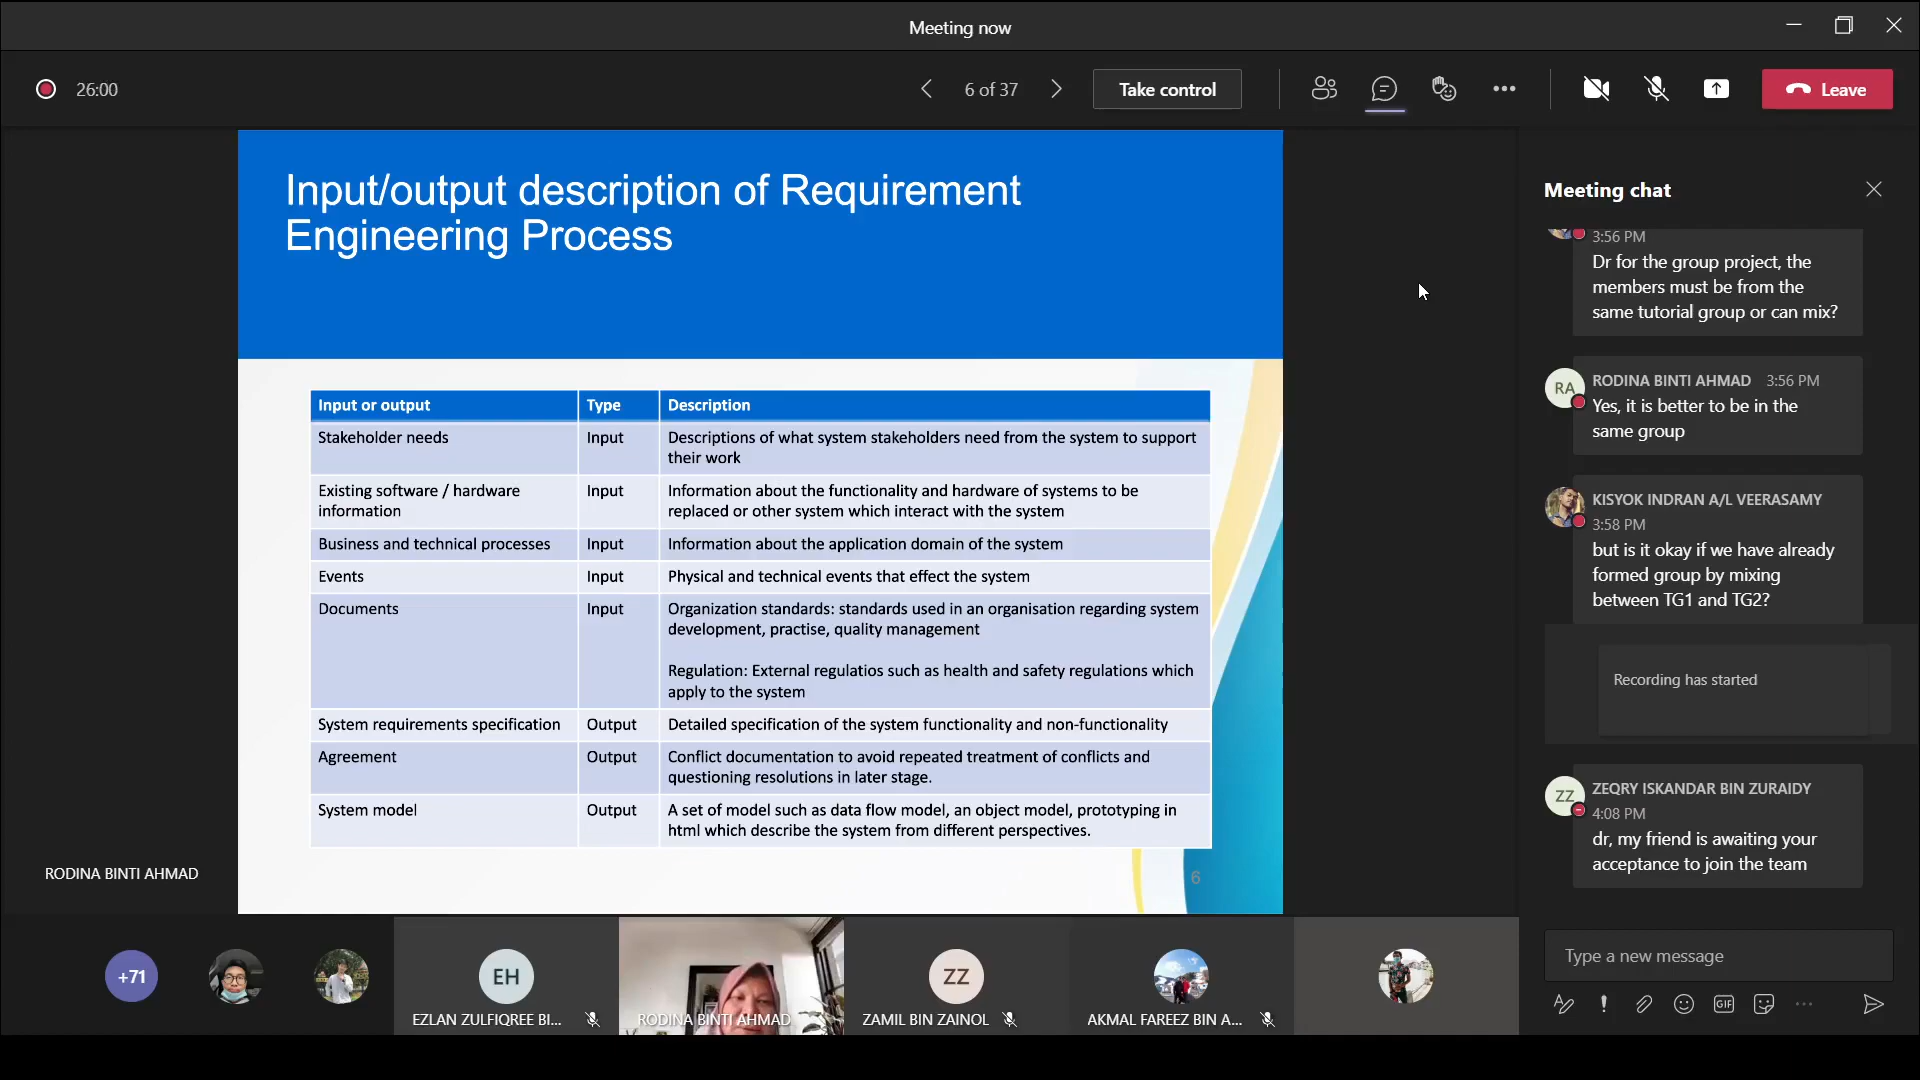 Meeting now
26:00
6 of 37
Take control
Leave
Input/output description of Requirement
Engineering Process
Input or output Type Description
Stakeholder needs Input Descriptions of what system stakeholders need from the system to support
their work
Existing software / hardware
information
Input
Information about the functionality and hardware of systems to be
replaced or other system which interact with the system
Business and technical processes Input Information about the application domain of the system
Events Input Physical and technical events that effect the system
Documents Input Organization standards: standards used in an organisation regarding system
development, practise, quality management
Regulation: External regulatios such as health and safety regulations which
apply to the system
System requirements specification Output Detailed specification of the system functionality and non-functionality
Agreement Output Conflict documentation to avoid repeated treatment of conflicts and
questioning resolutions in later stage.
System model Output A set of model such as data flow model, an object model, prototyping in
html which describe the system from different perspectives.
6
RODINA BINTI AHMAD
+71
EH
EZLAN ZULFIQREE BI...
RODINA BINTI AHMAD
ZZ
ZAMIL BIN ZAINOL
AKMAL FAREEZ BIN A...
Meeting chat
3:56 PM
Dr for the group project, the
members must be from the
same tutorial group or can mix?
RA
RODINA BINTI AHMAD 3:56 PM
Yes, it is better to be in the
same group
KISYOK INDRAN A/L VEERASAMY
3:58 PM
but is it okay if we have already
formed group by mixing
between TG1 and TG2?
Recording has started
ZZ
ZEQRY ISKANDAR BIN ZURAIDY
4:08 PM
dr, my friend is awaiting your
acceptance to join the team
Type a new message
GIF